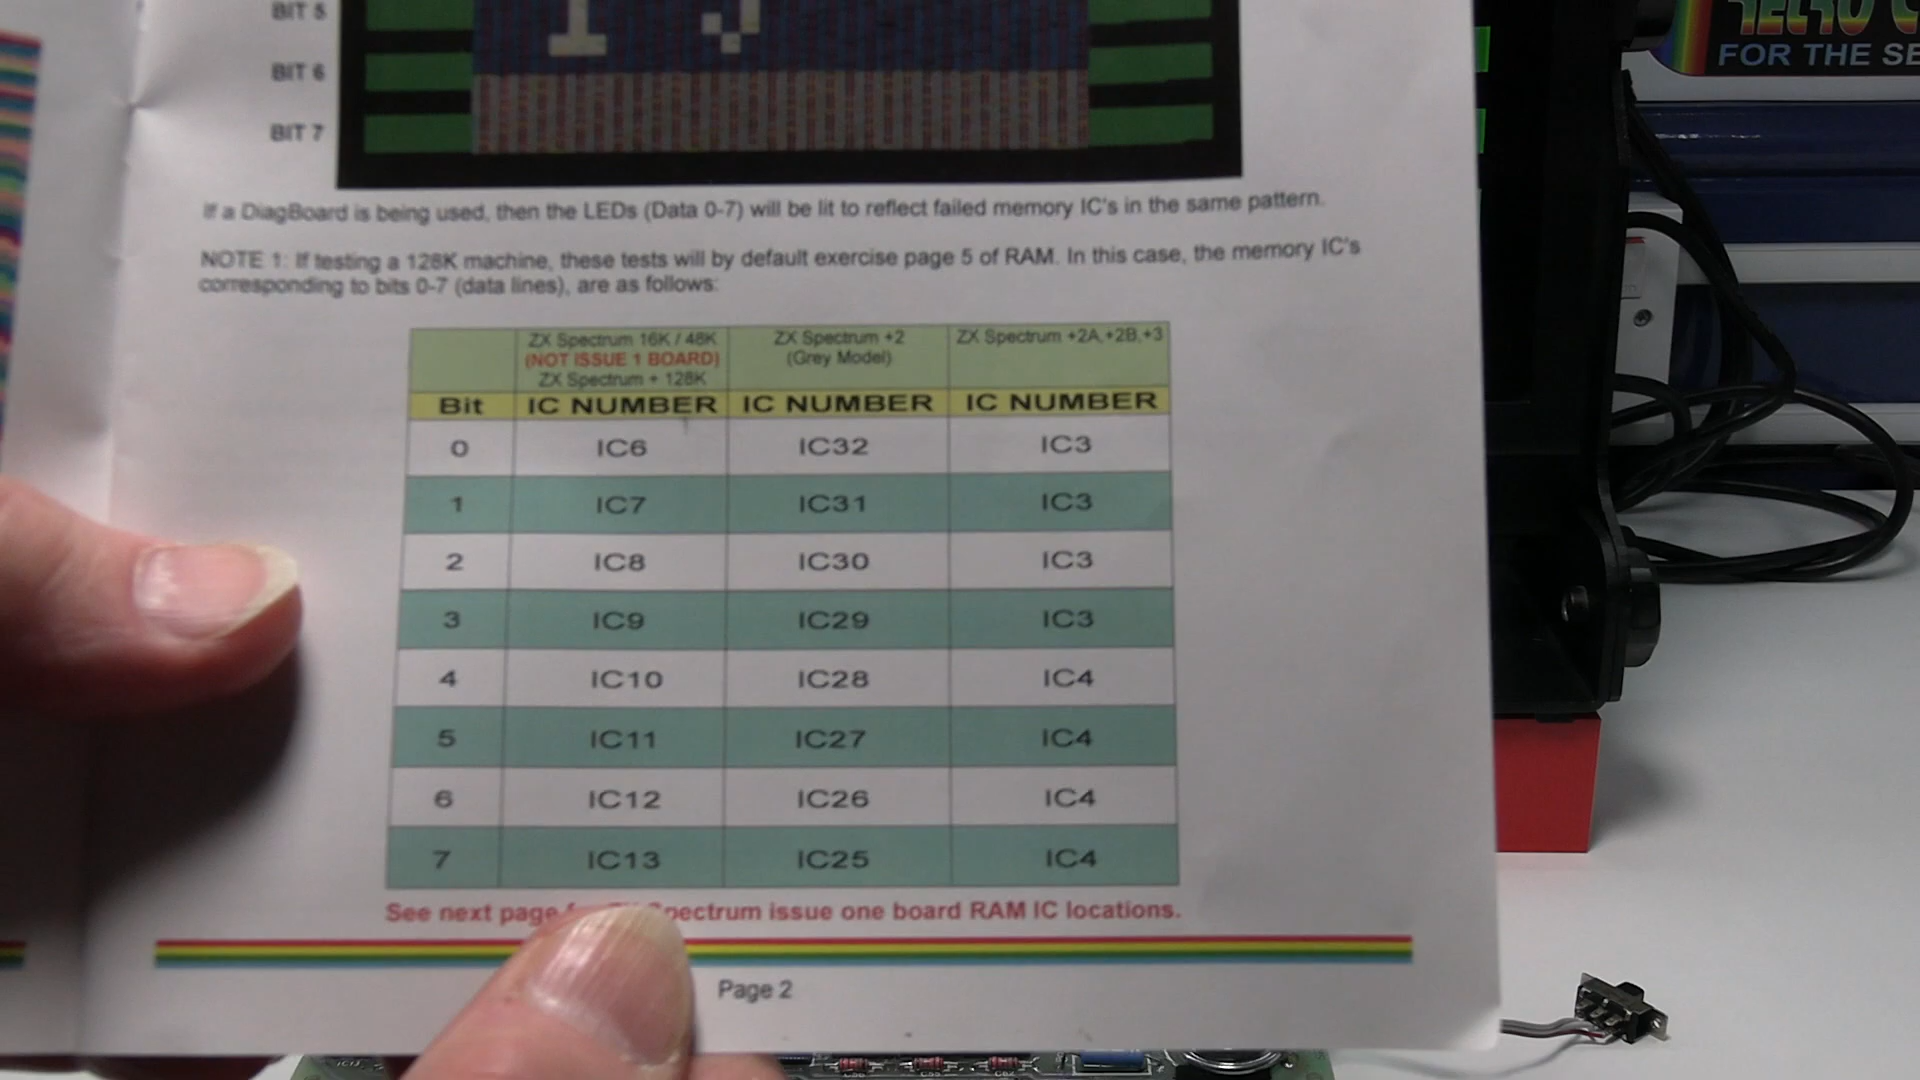 BIT 5
BIT 6
BIT 7
If a DiagBoard is being used, then the LEDs (Data 0-7) will be lit to reflect failed memory IC's in the same pattern.
NOTE 1: If testing a 128K machine, these tests will by default exercise page 5 of RAM. In this case, the memory IC's
corresponding to bits 0-7 (data lines), are as follows:
ZX Spectrum 16K / 48K
(NOT ISSUE 1 BOARD)
ZX Spectrum + 128K
ZX Spectrum +2
(Grey Model)
ZX Spectrum +2A,+2B,+3
Bit IC NUMBER IC NUMBER IC NUMBER
0 IC6 IC32 IC3
1 IC7 IC31 IC3
2 IC8 IC30 IC3
3 IC9 IC29 IC3
4 IC10 IC28 IC4
5 IC11 IC27 IC4
6 IC12 IC26 IC4
7 IC13 IC25 IC4
See next page Spectrum issue one board RAM IC locations.
Page 2
FOR THE SE